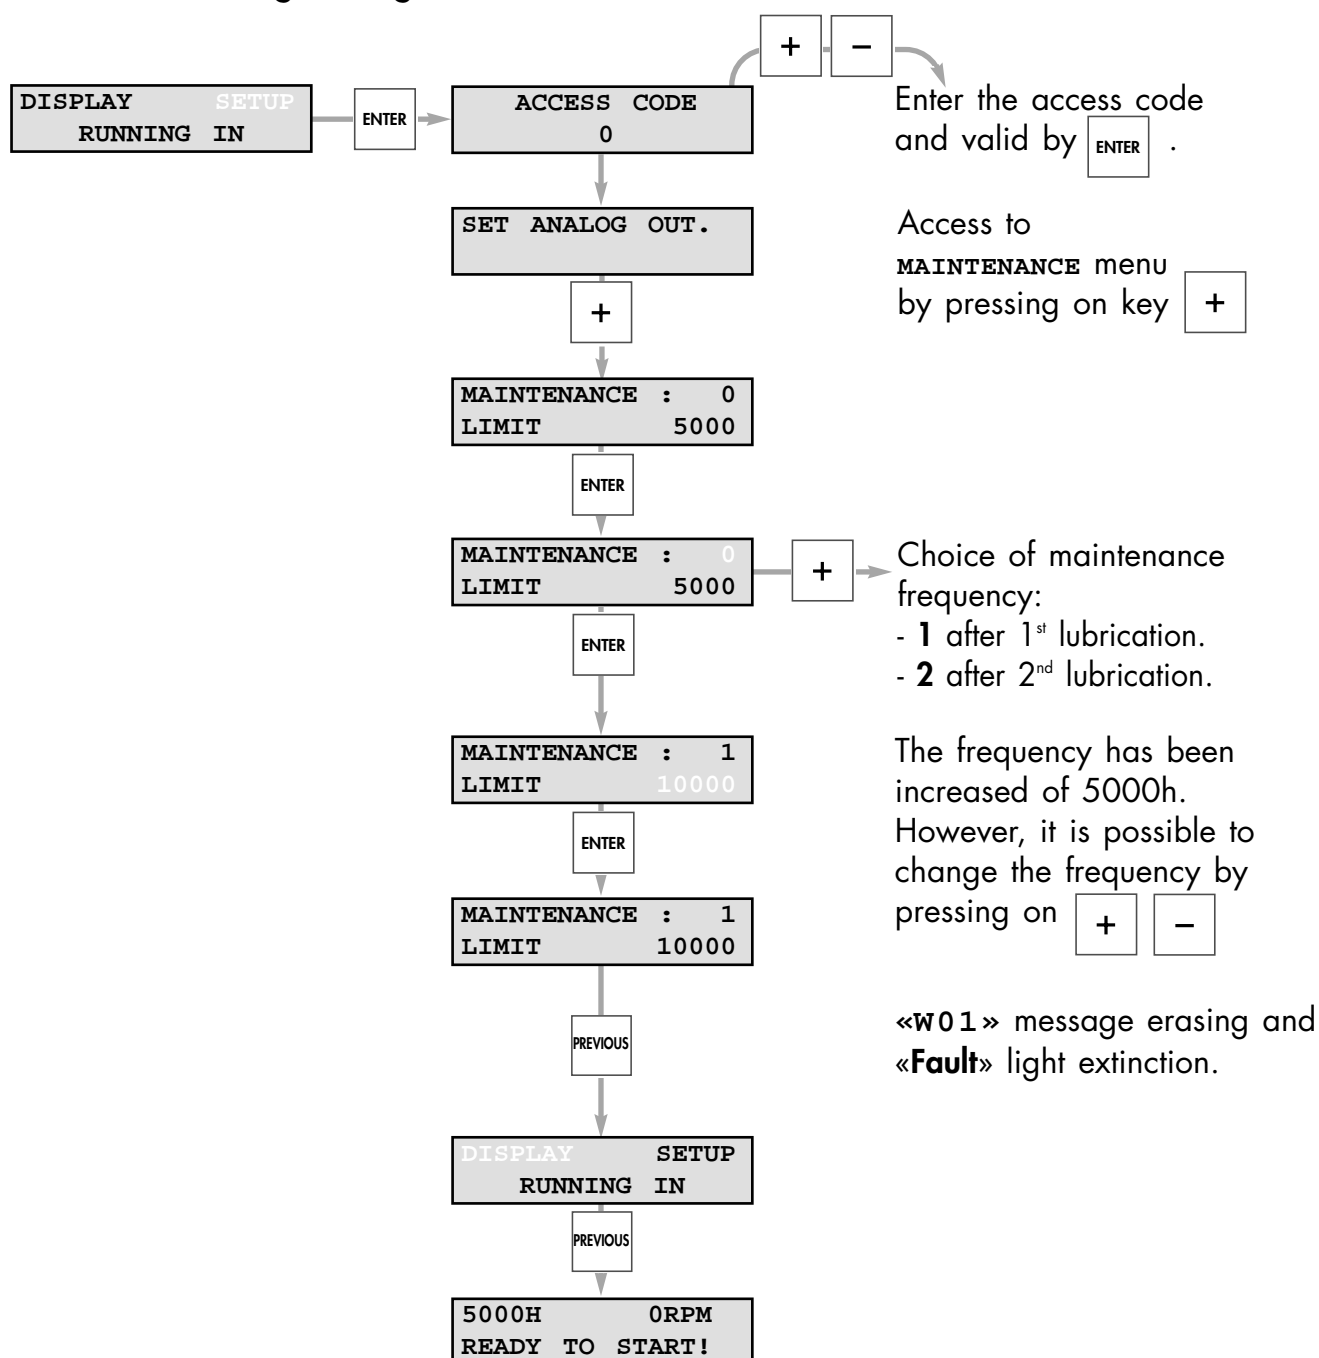 + −
DISPLAY SETUP
RUNNING IN
ENTER
ACCESS CODE
0
Enter the access code
and valid by ENTER .
SET ANALOG OUT.
+
Access to
MAINTENANCE menu
by pressing on key +
MAINTENANCE : 0
LIMIT 5000
ENTER
MAINTENANCE : 0
LIMIT 5000
+
Choice of maintenance
frequency:
- 1 after 1st lubrication.
- 2 after 2nd lubrication.
ENTER
MAINTENANCE : 1
LIMIT 10000
The frequency has been
increased of 5000h.
However, it is possible to
change the frequency by
pressing on + −
ENTER
MAINTENANCE : 1
LIMIT 10000
«W01» message erasing and
«Fault» light extinction.
PREVIOUS
DISPLAY SETUP
RUNNING IN
PREVIOUS
5000H 0RPM
READY TO START!